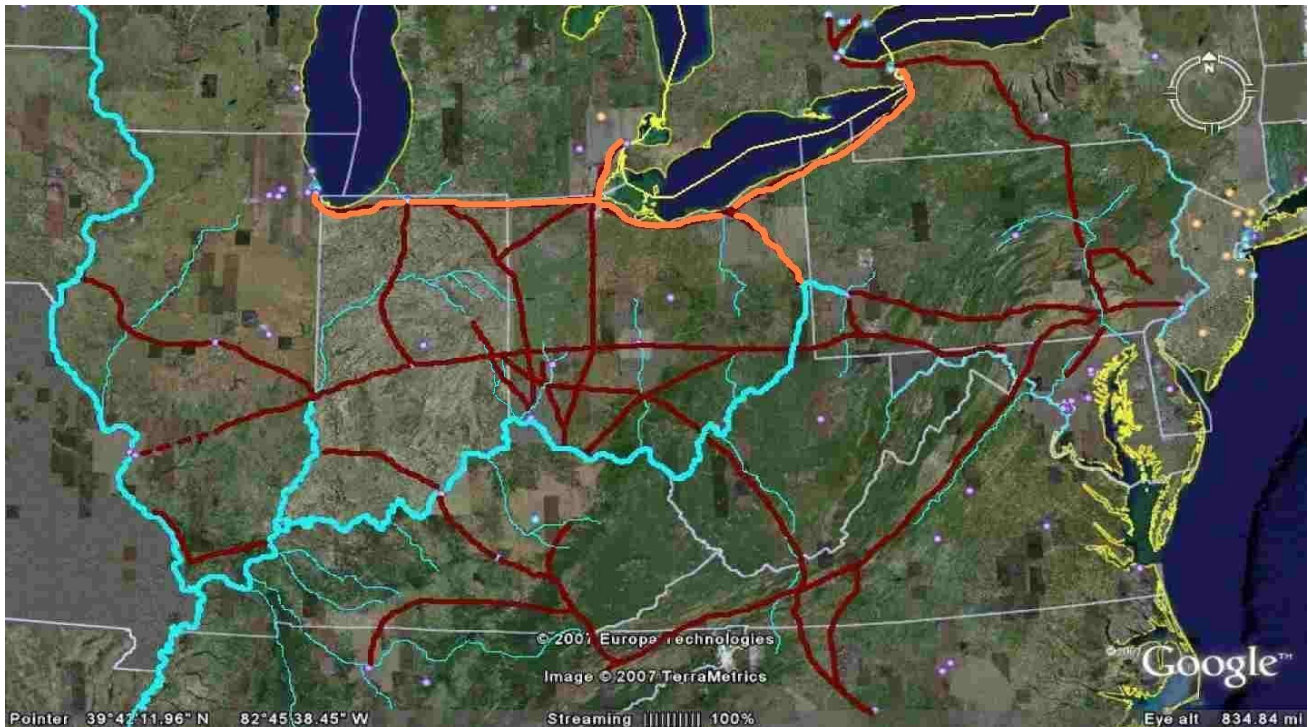 N
© 2007 Europa Technologies
Image © 2007 TerraMetrics
©2007 Google™
Pointer 39°42'11.96" N 82°45'38.45" W
Streaming |||||||||| 100%
Eye alt 834.84 mi